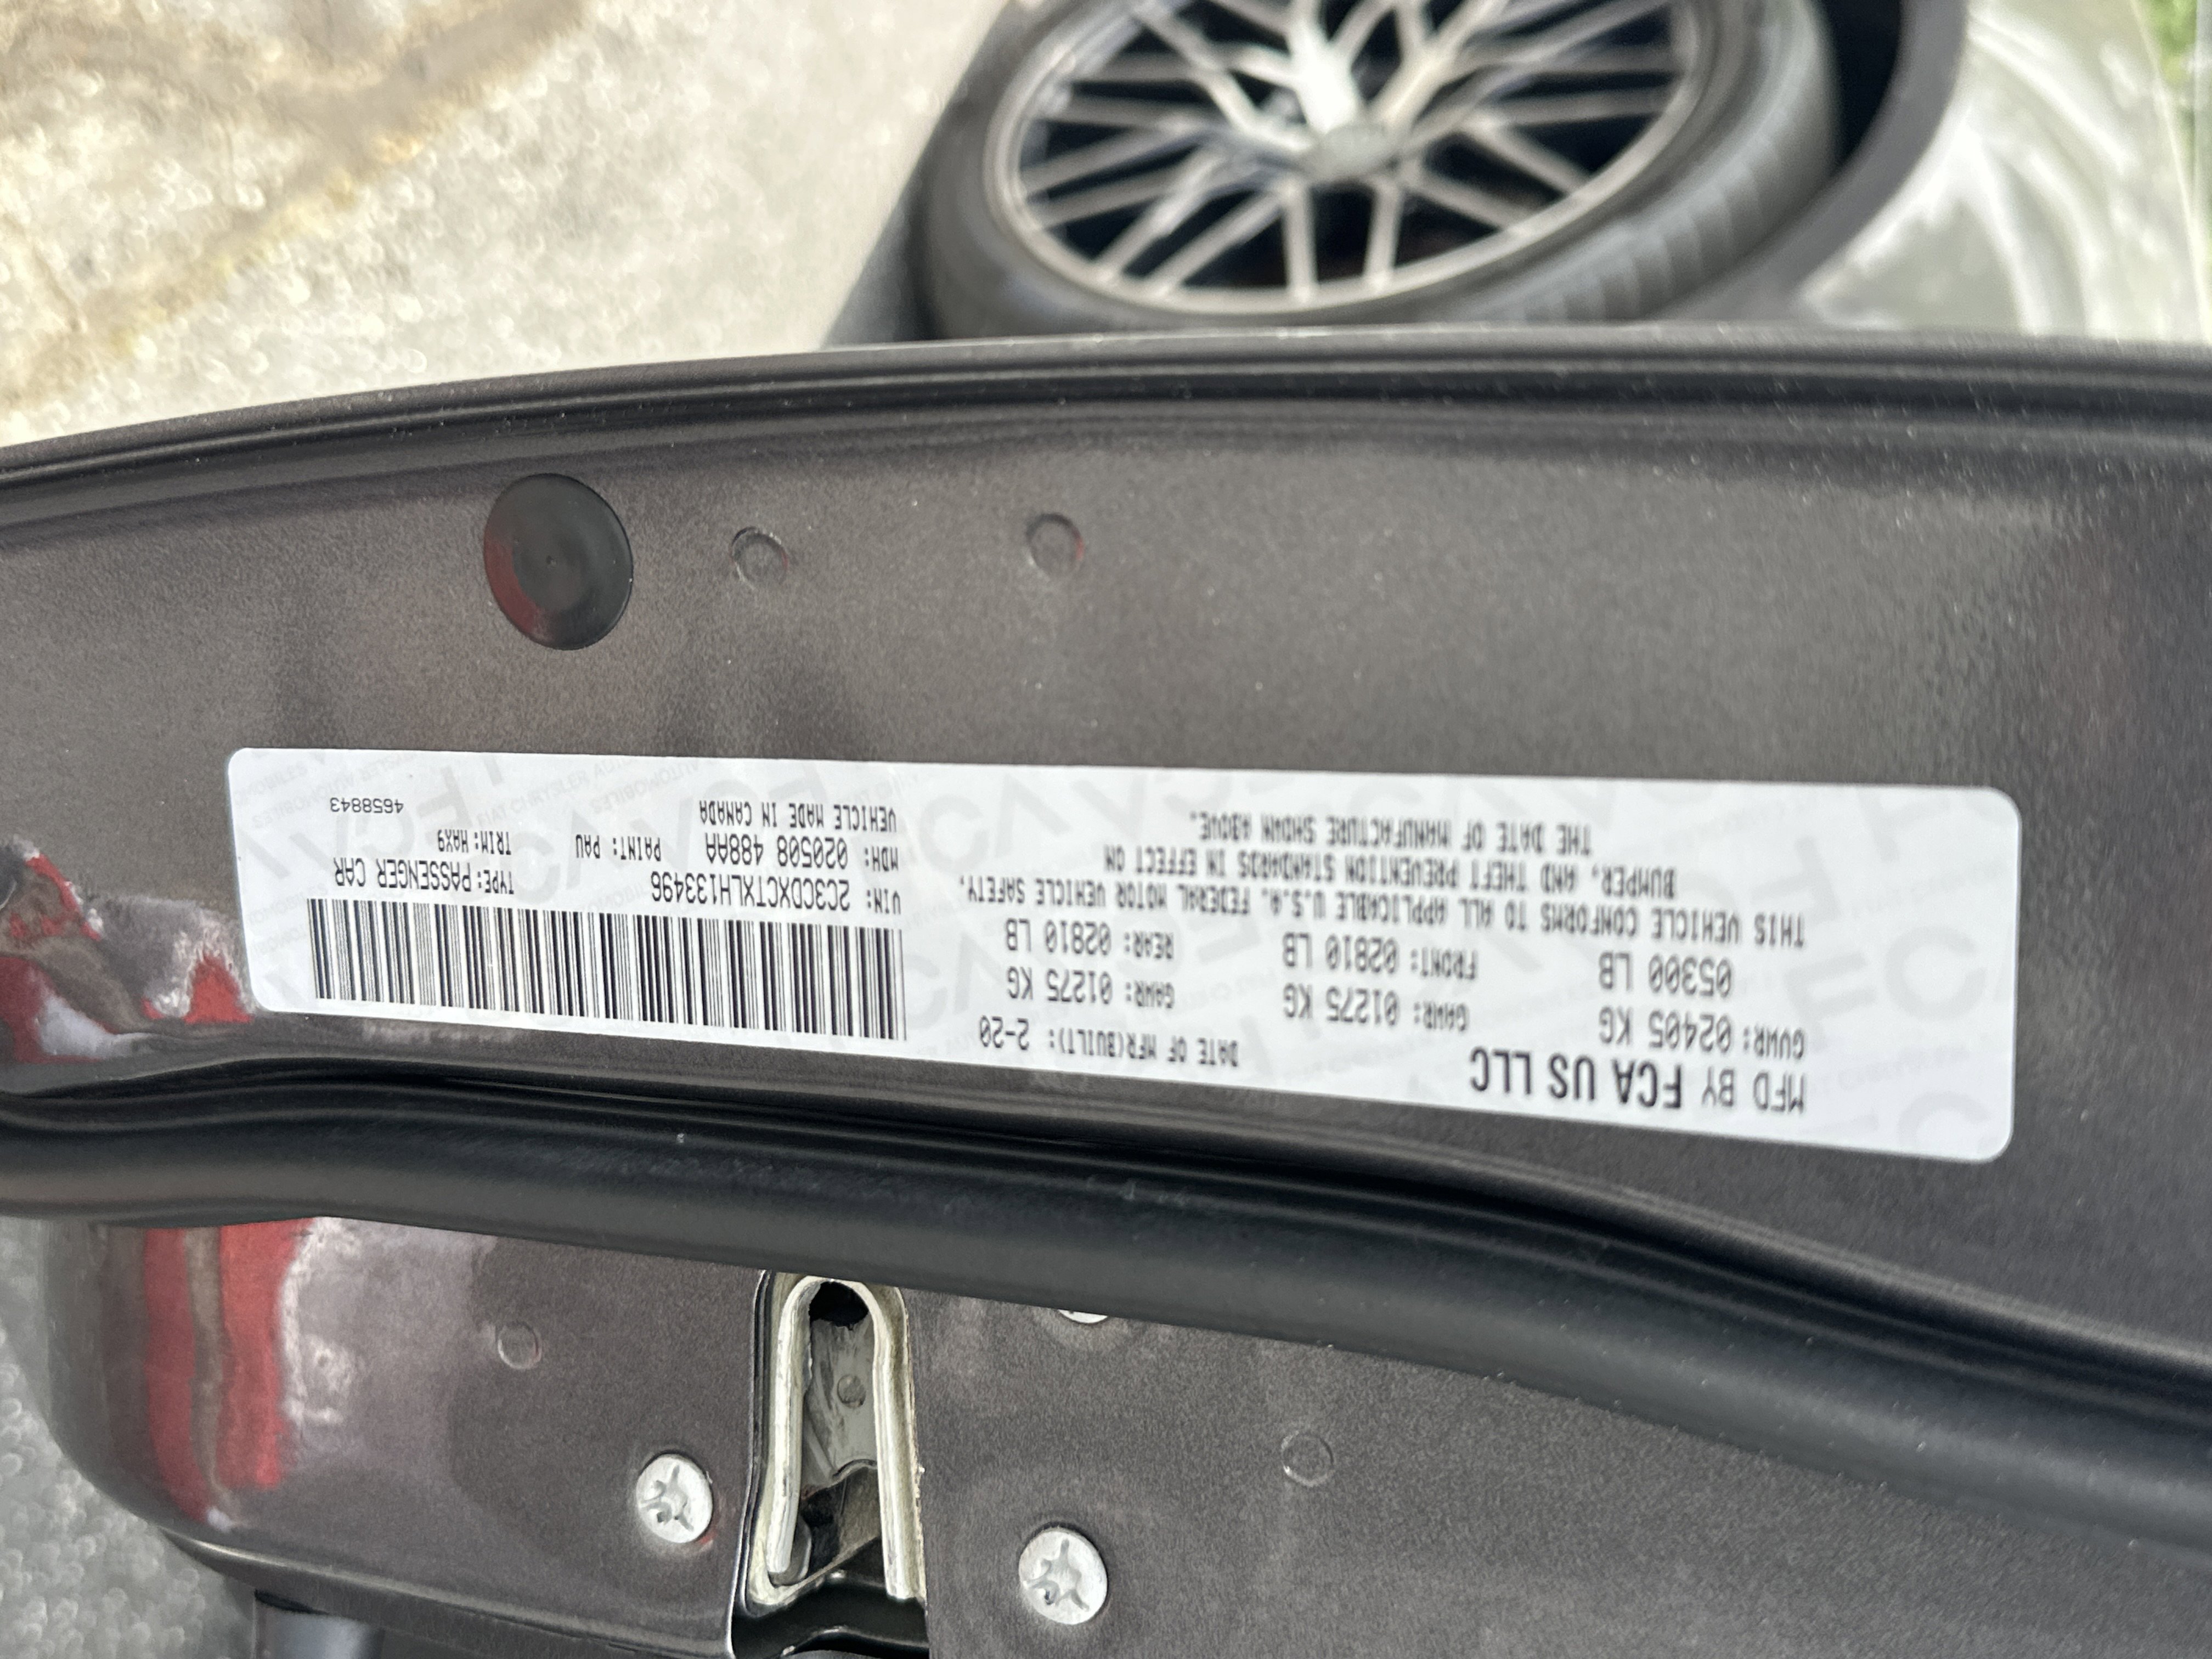 MFD BY FCA US LLC
DATE OF MFR(BUILT): 2-20
GVWR: 02405 KG
GAWR: 01275 KG
GAWR: 01275 KG
05300 LB
FRONT: 02810 LB
REAR: 02810 LB
THIS VEHICLE CONFORMS TO ALL APPLICABLE U.S.A. FEDERAL MOTOR VEHICLE SAFETY,
BUMPER, AND THEFT PREVENTION STANDARDS IN EFFECT ON
THE DATE OF MANUFACTURE SHOWN ABOVE.
VIN: 2C3CDXCTXLH133496
TYPE: PASSENGER CAR
MDH: 020508 488AA
PAINT: PAU
TRIM: HAX9
VEHICLE MADE IN CANADA
4658843